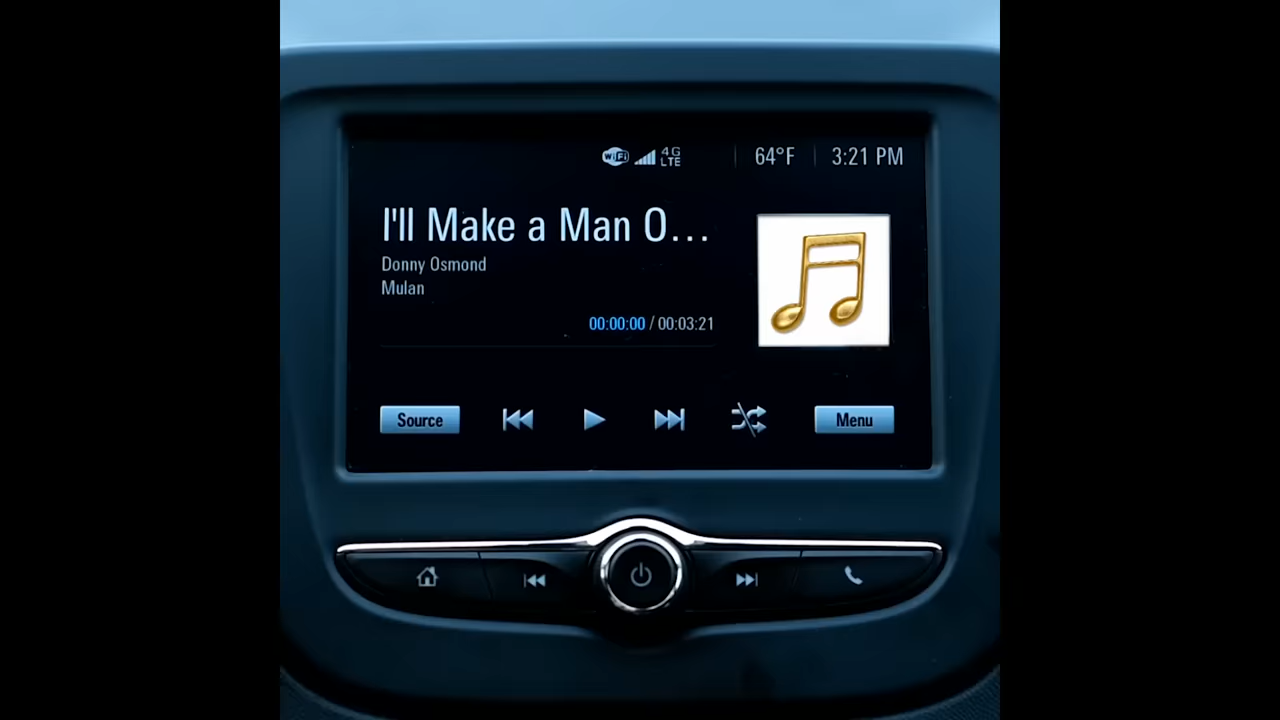 WiFi 4G LTE 64°F 3:21 PM
I'll Make a Man O...
Donny Osmond
Mulan
00:00:00 / 00:03:21
Source Menu